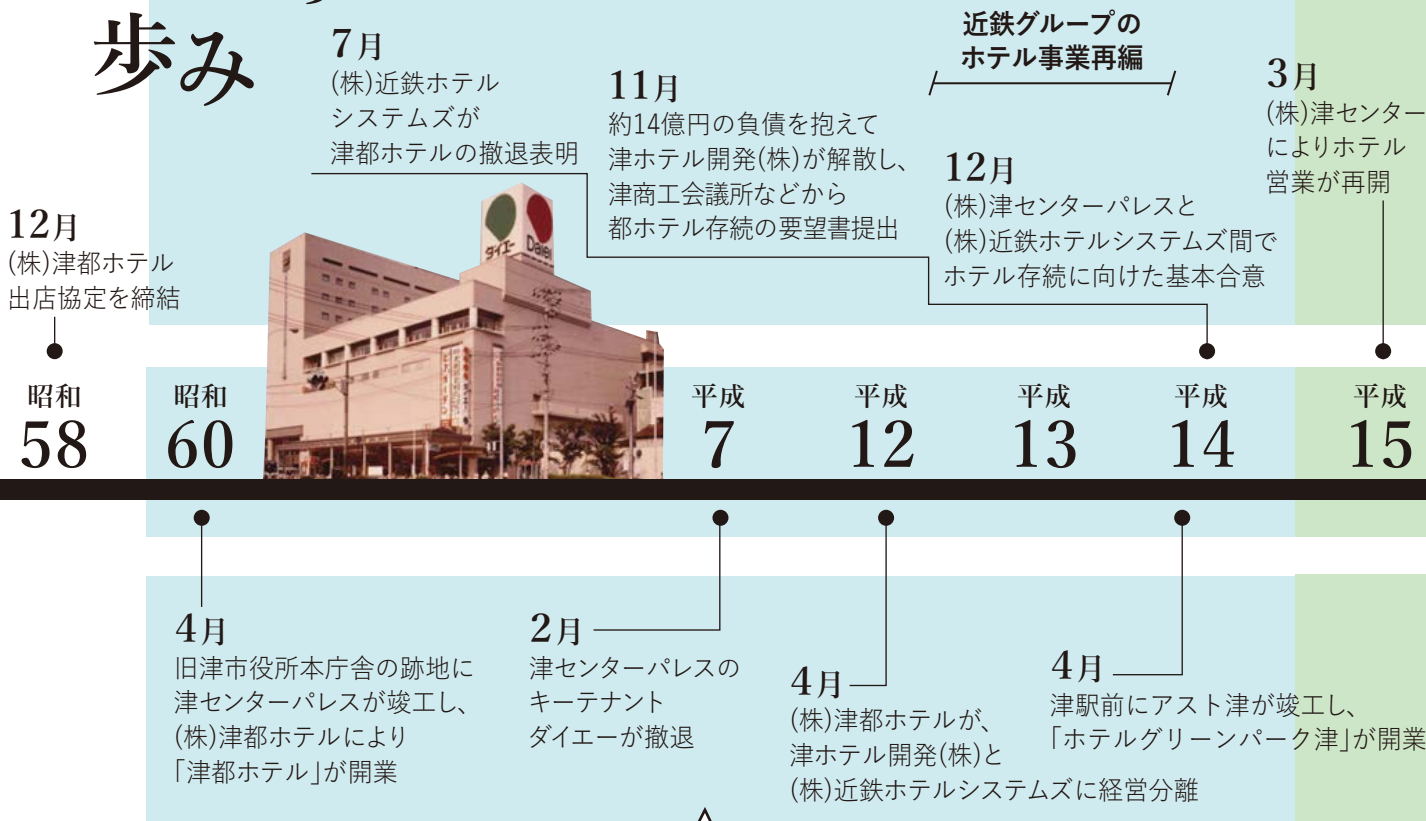 歩み
7月
(株)近鉄ホテル
システムズが
津都ホテルの撤退表明
11月
約14億円の負債を抱えて
津ホテル開発(株)が解散し、
津商工会議所などから
都ホテル存続の要望書提出
近鉄グループの
ホテル事業再編
12月
(株)津センターパレスと
(株)近鉄ホテルシステムズ間で
ホテル存続に向けた基本合意
3月
(株)津センター
によりホテル
営業が再開
12月
(株)津都ホテル
出店協定を締結
ダイエー
Daiei
昭和
58
昭和
60
平成
7
平成
12
平成
13
平成
14
平成
15
4月
旧津市役所本庁舎の跡地に
津センターパレスが竣工し、
(株)津都ホテルにより
「津都ホテル」が開業
2月
津センターパレスの
キーテナント
ダイエーが撤退
4月
(株)津都ホテルが、
津ホテル開発(株)と
(株)近鉄ホテルシステムズに経営分離
4月
津駅前にアスト津が竣工し、
「ホテルグリーンパーク津」が開業